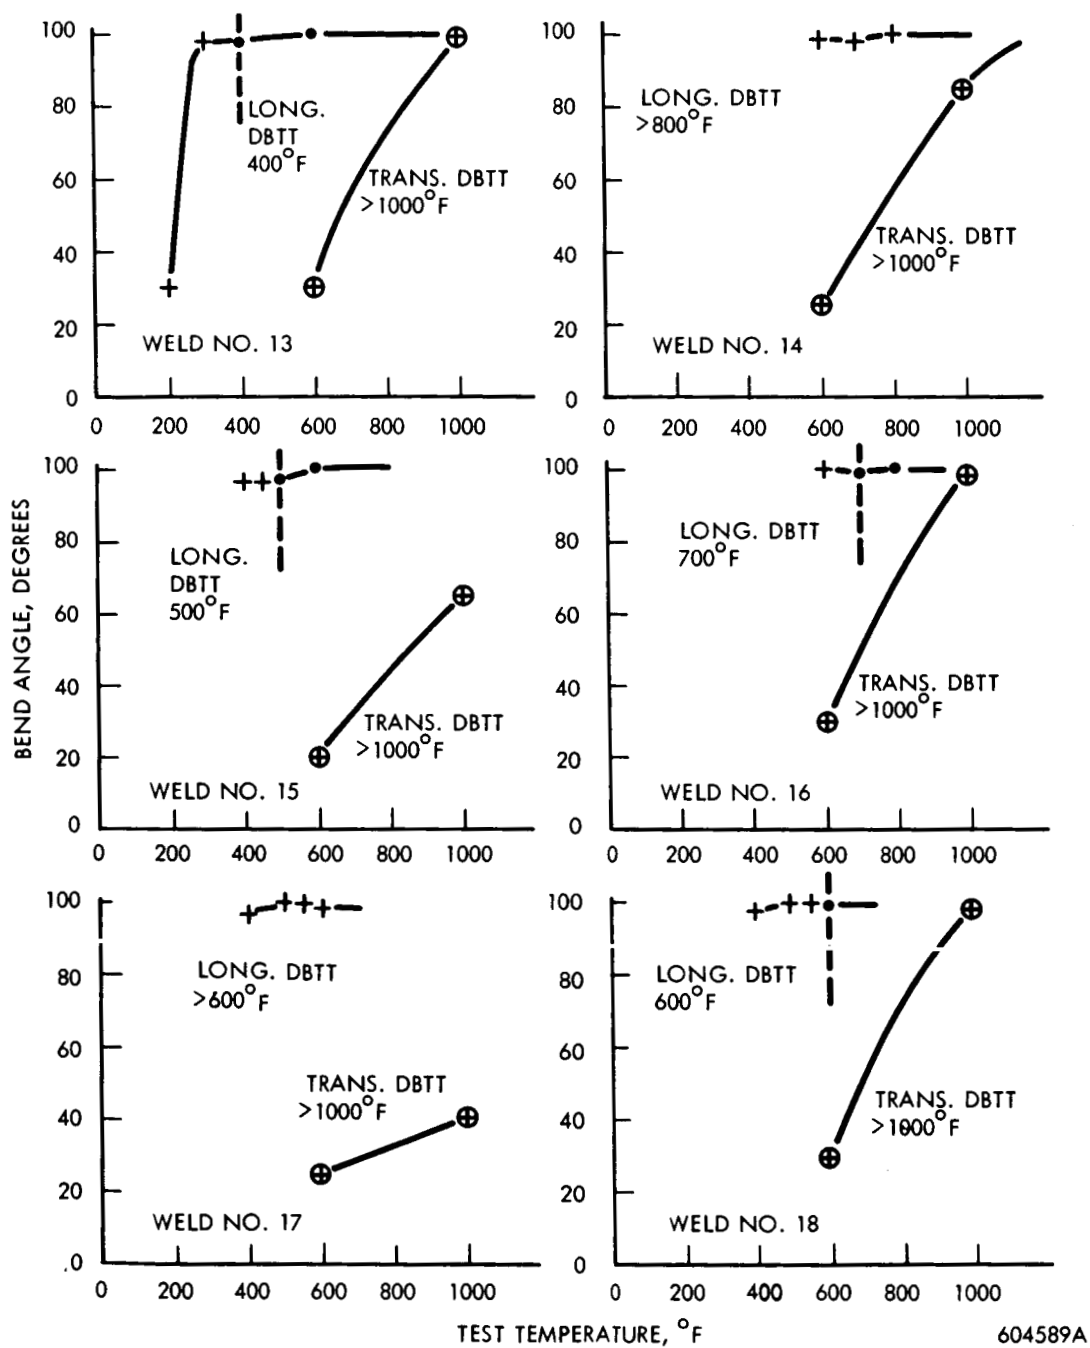 100
80
60
40
20
0
LONG.
DBTT
400°F
TRANS. DBTT
>1000°F
WELD NO. 13
0 200 400 600 800 1000
100
80
60
40
20
0
LONG. DBTT
>800°F
TRANS. DBTT
>1000°F
WELD NO. 14
0 200 400 600 800 1000
BEND ANGLE, DEGREES
100
80
60
40
20
0
LONG.
DBTT
500°F
TRANS. DBTT
>1000°F
WELD NO. 15
0 200 400 600 800 1000
100
80
60
40
20
0
LONG. DBTT
700°F
TRANS. DBTT
>1000°F
WELD NO. 16
0 200 400 600 800 1000
100
80
60
40
20
.0
LONG. DBTT
>600°F
TRANS. DBTT
>1000°F
WELD NO. 17
0 200 400 600 800 1000
100
80
60
40
20
0
LONG. DBTT
600°F
TRANS. DBTT
>1000°F
WELD NO. 18
0 200 400 600 800 1000
TEST TEMPERATURE, °F
604589A